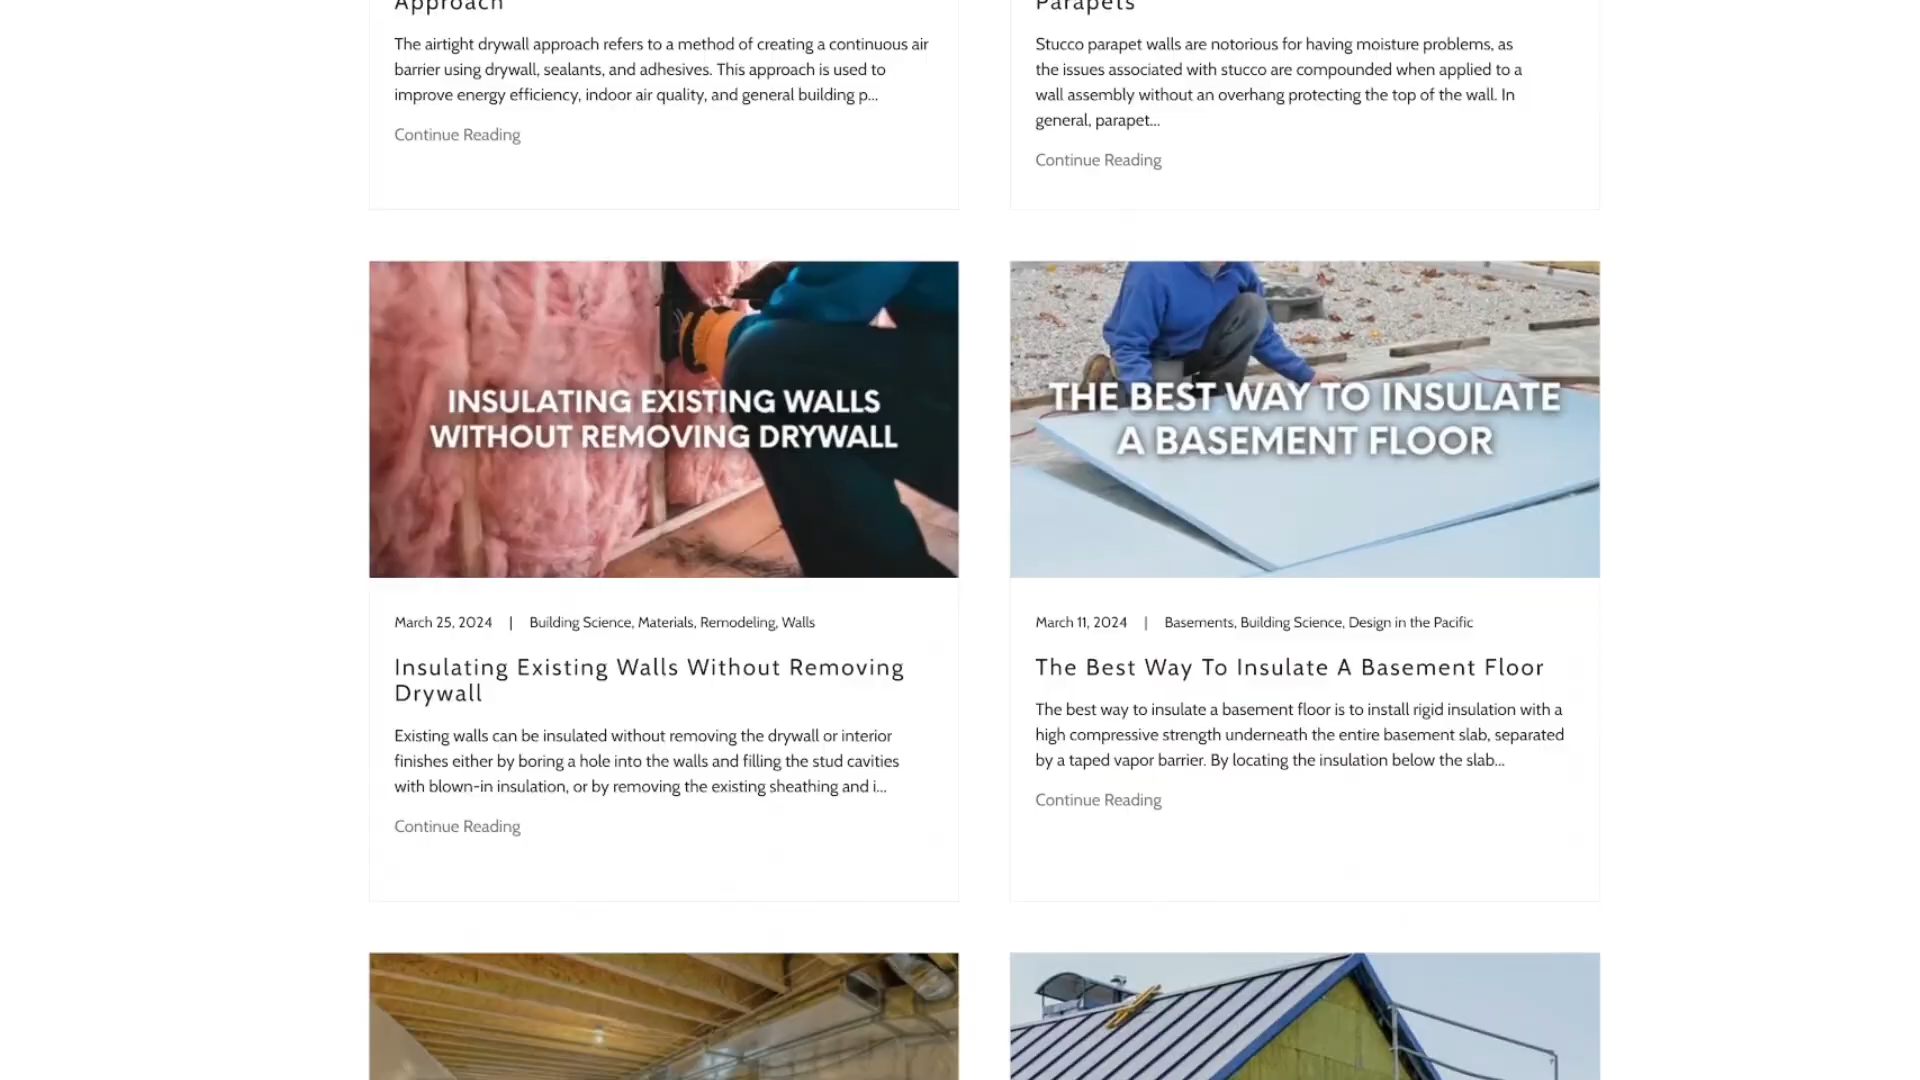 Approach
The airtight drywall approach refers to a method of creating a continuous air
barrier using drywall, sealants, and adhesives. This approach is used to
improve energy efficiency, indoor air quality, and general building p...
Continue Reading
Parapets
Stucco parapet walls are notorious for having moisture problems, as
the issues associated with stucco are compounded when applied to a
wall assembly without an overhang protecting the top of the wall. In
general, parapet...
Continue Reading
INSULATING EXISTING WALLS
WITHOUT REMOVING DRYWALL
March 25, 2024 | Building Science, Materials, Remodeling, Walls
Insulating Existing Walls Without Removing
Drywall
Existing walls can be insulated without removing the drywall or interior
finishes either by boring a hole into the walls and filling the stud cavities
with blown-in insulation, or by removing the existing sheathing and i...
Continue Reading
THE BEST WAY TO INSULATE
A BASEMENT FLOOR
March 11, 2024 | Basements, Building Science, Design in the Pacific
The Best Way To Insulate A Basement Floor
The best way to insulate a basement floor is to install rigid insulation with a
high compressive strength underneath the entire basement slab, separated
by a taped vapor barrier. By locating the insulation below the slab...
Continue Reading